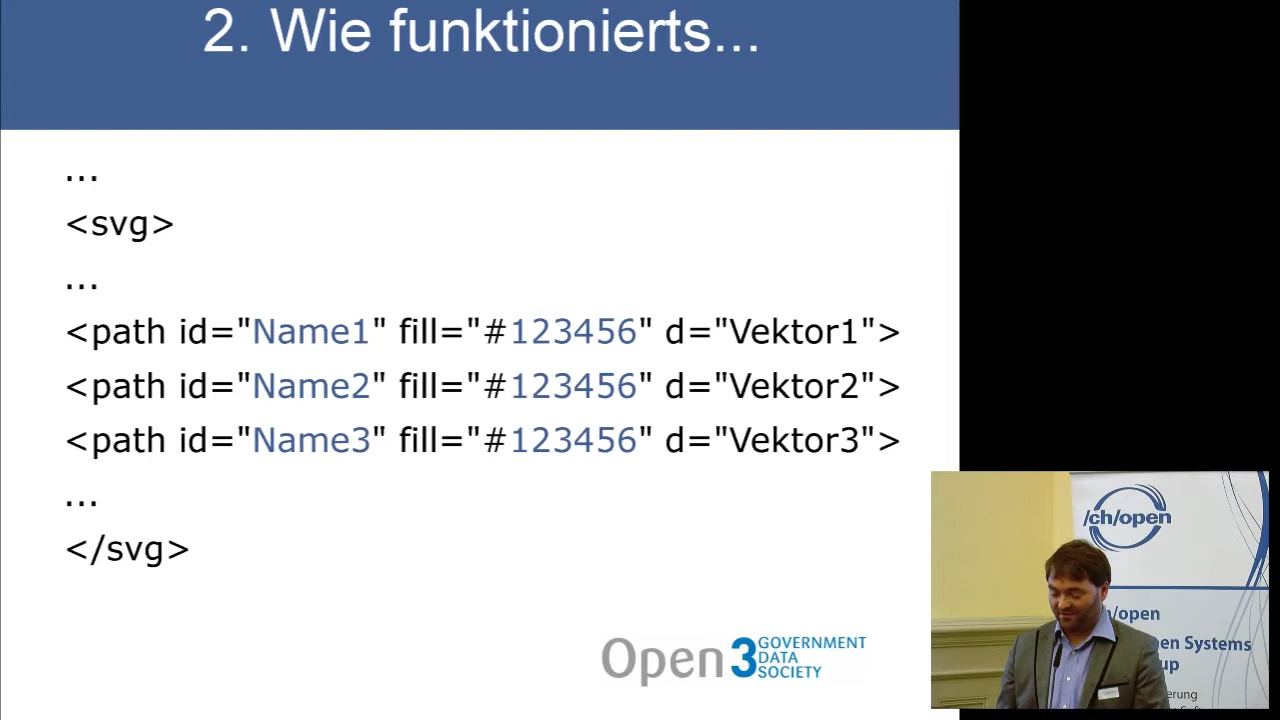 2. Wie funktionierts...
...
<svg>
...
<path id="Name1" fill="#123456" d="Vektor1">
<path id="Name2" fill="#123456" d="Vektor2">
<path id="Name3" fill="#123456" d="Vektor3">
...
</svg>
Open3 GOVERNMENT
DATA
SOCIETY
/ch/open
h/open
en Systems
up
erung